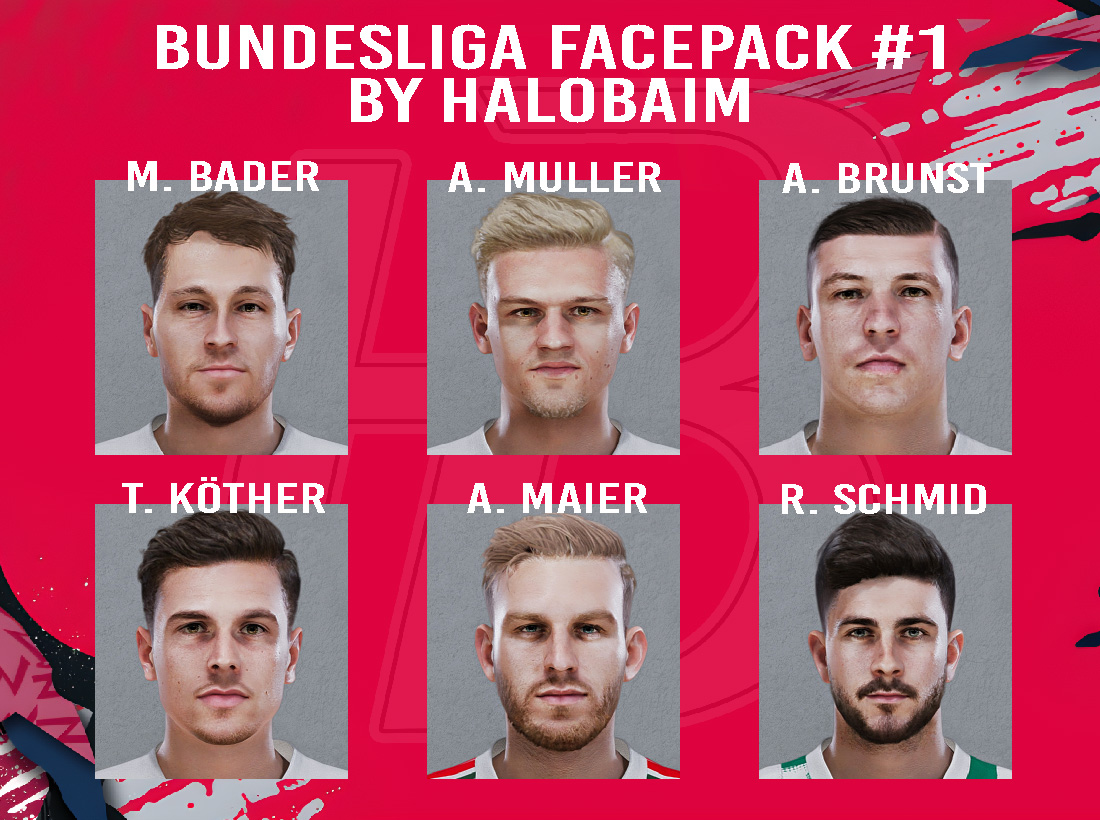 BUNDESLIGA FACEPACK #1
BY HALOBAIM
M. BADER
A. MULLER
A. BRUNST
T. KÖTHER
A. MAIER
R. SCHMID